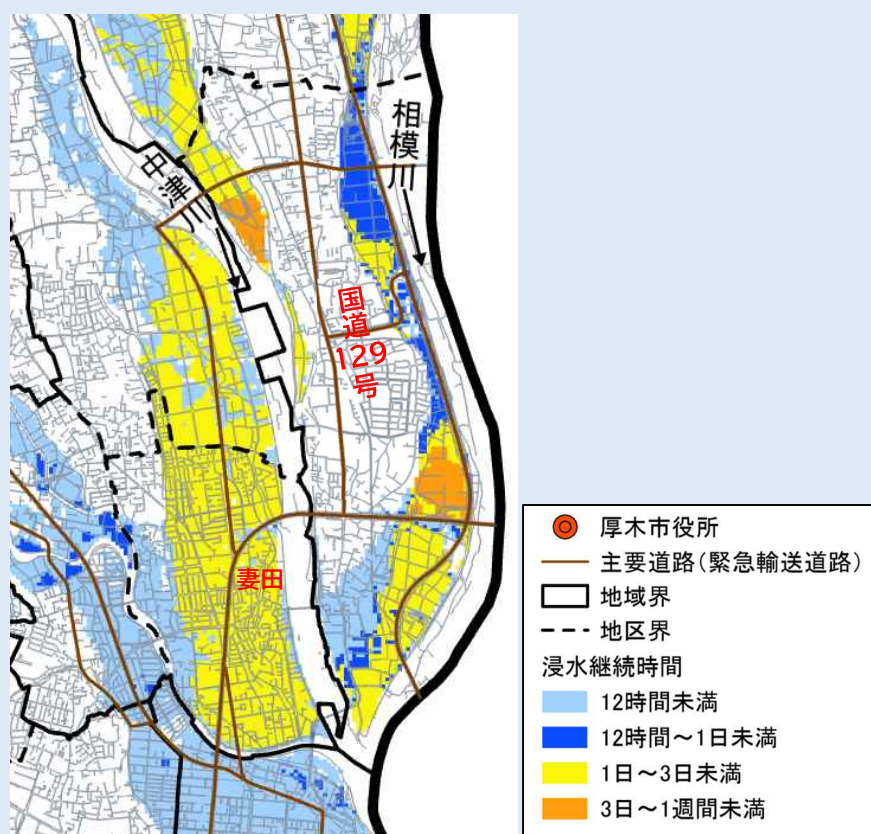 相模川
中津川
国道129号
妻田
厚木市役所
主要道路(緊急輸送道路)
地域界
地区界
浸水継続時間
12時間未満
12時間～1日未満
1日～3日未満
3日～1週間未満